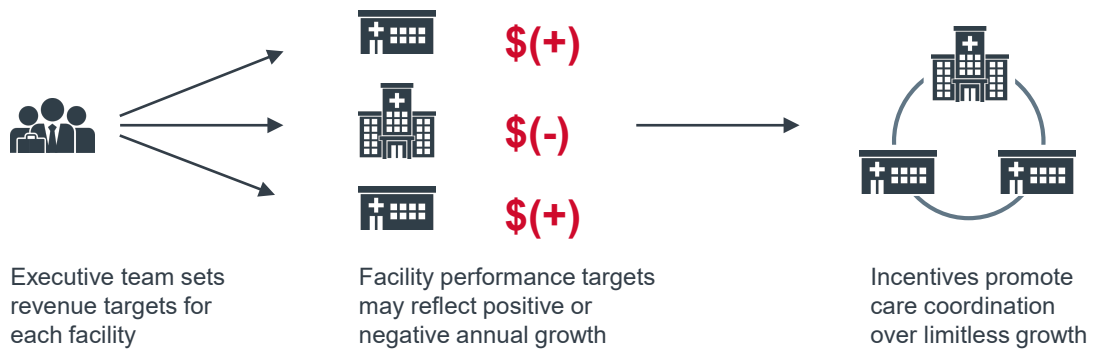 $(+)
$(-)
$(+)
Executive team sets
revenue targets for
each facility
Facility performance targets
may reflect positive or
negative annual growth
Incentives promote
care coordination
over limitless growth